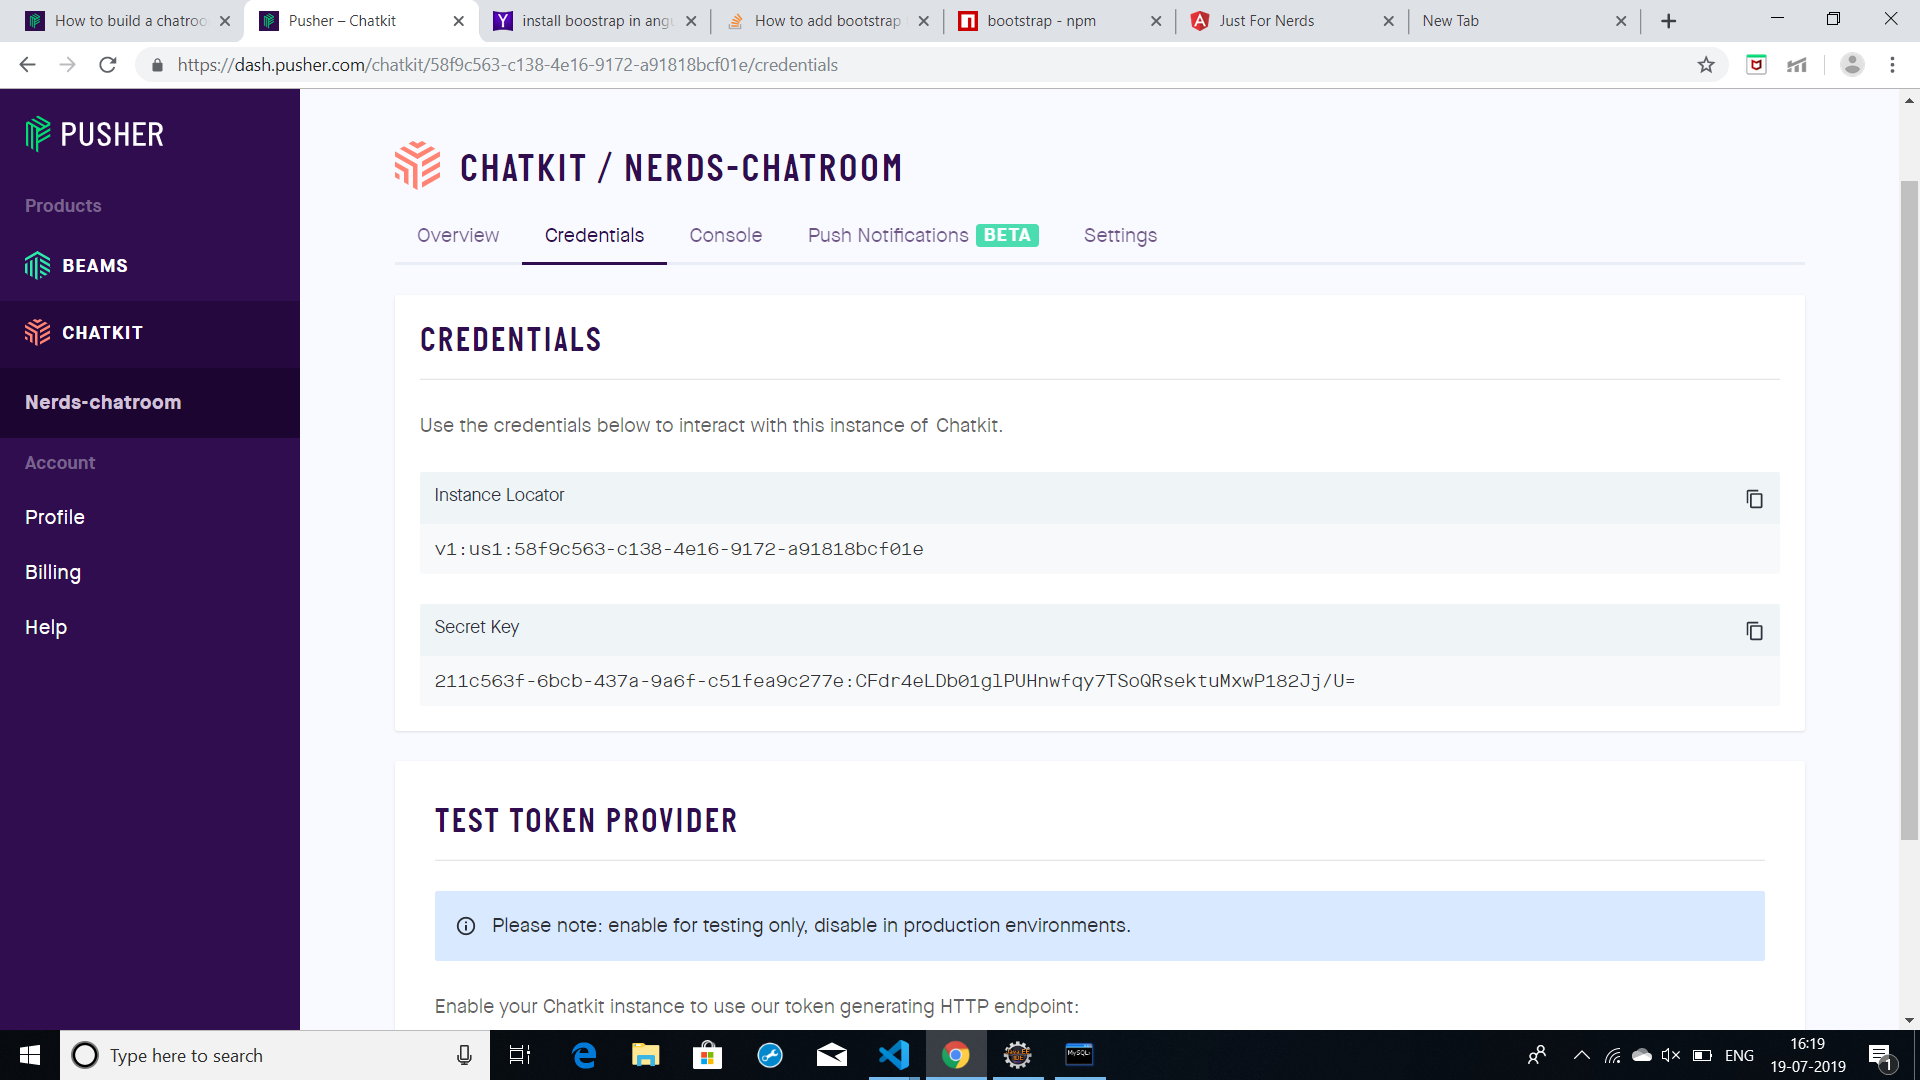 How to build a chatroo
Pusher – Chatkit
install boostrap in angu
How to add bootstrap
bootstrap - npm
Just For Nerds
New Tab
https://dash.pusher.com/chatkit/58f9c563-c138-4e16-9172-a91818bcf01e/credentials
PUSHER
Products
BEAMS
CHATKIT
Nerds-chatroom
Account
Profile
Billing
Help
CHATKIT / NERDS-CHATROOM
Overview
Credentials
Console
Push Notifications BETA
Settings
CREDENTIALS
Use the credentials below to interact with this instance of Chatkit.
Instance Locator
v1:us1:58f9c563-c138-4e16-9172-a91818bcf01e
Secret Key
211c563f-6bcb-437a-9a6f-c51fea9c277e:CFdr4eLDb01glPUHnwfqy7TSoQRsektuMxwP182Jj/U=
TEST TOKEN PROVIDER
Please note: enable for testing only, disable in production environments.
Enable your Chatkit instance to use our token generating HTTP endpoint:
Type here to search
ENG
16:19
19-07-2019
1